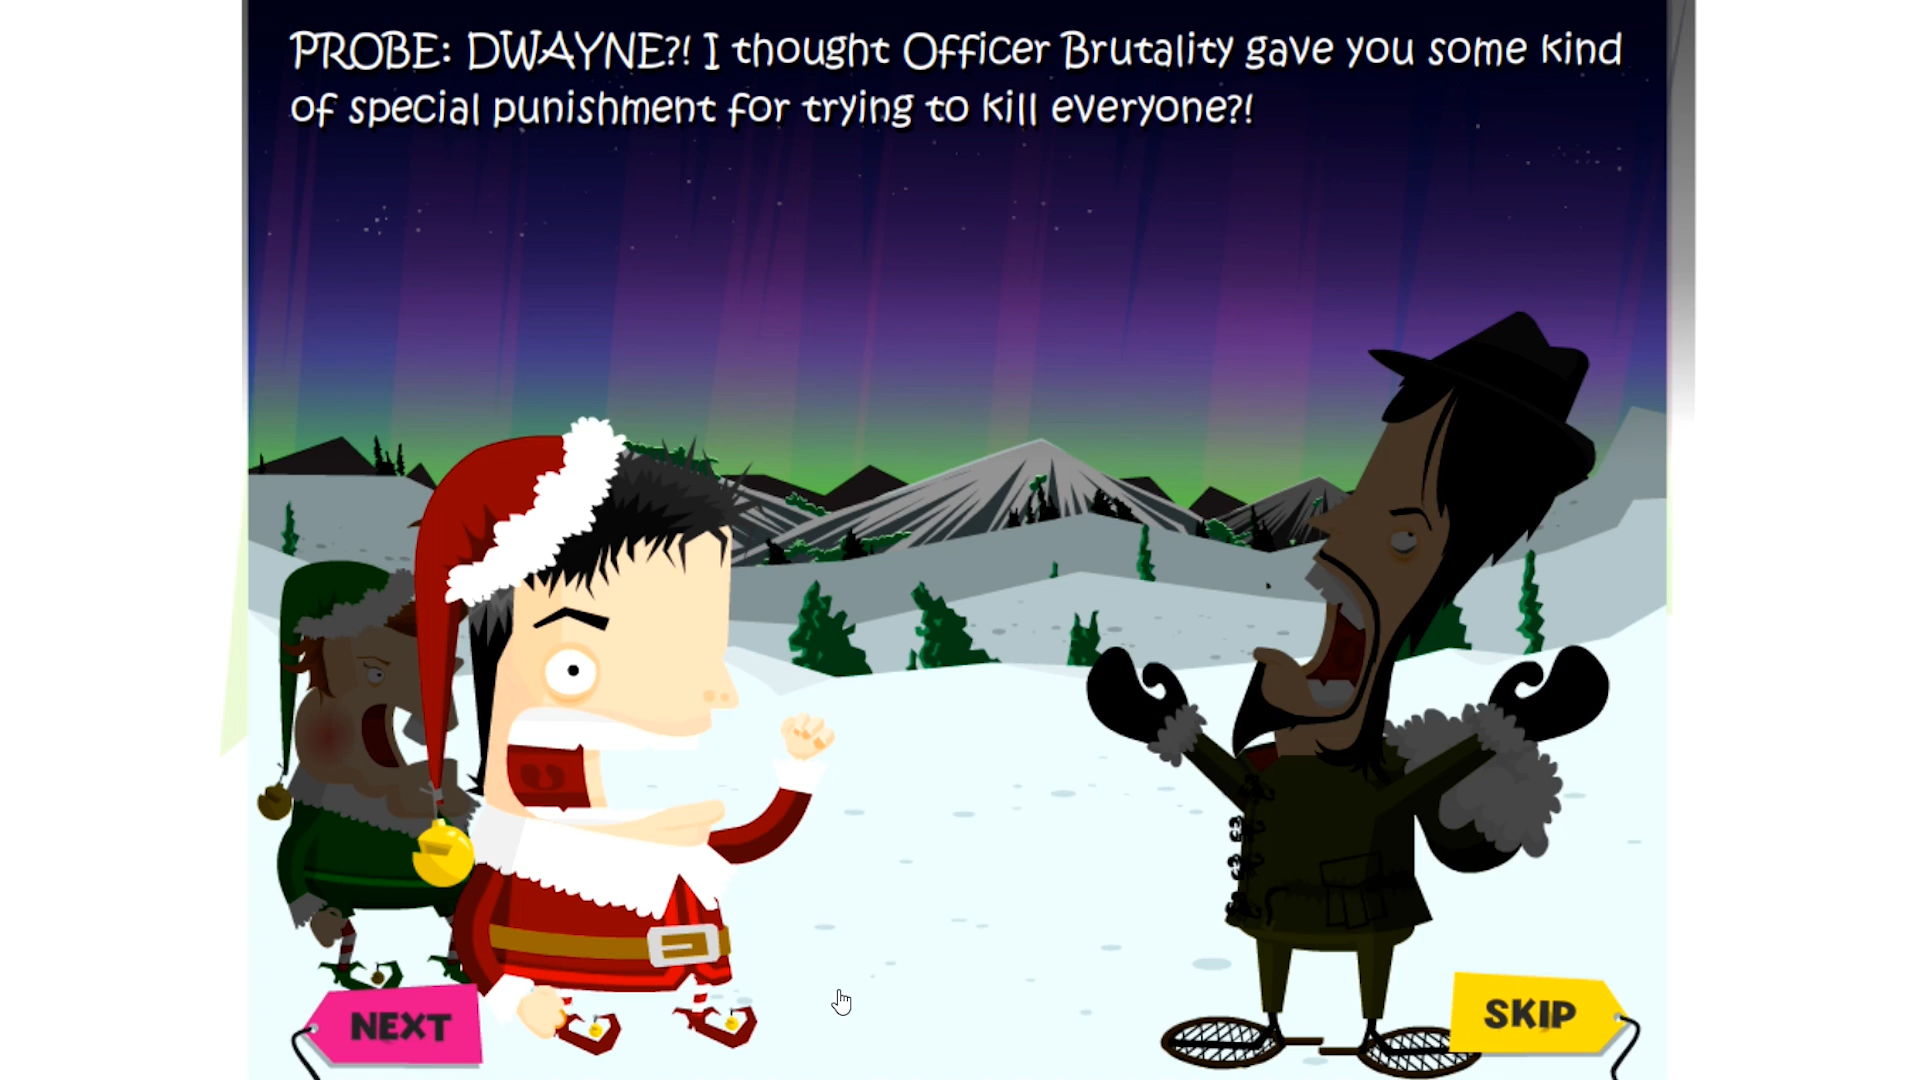 PROBE: DWAYNE?! I thought Officer Brutality gave you some kind
of special punishment for trying to kill everyone?!
NEXT
SKIP